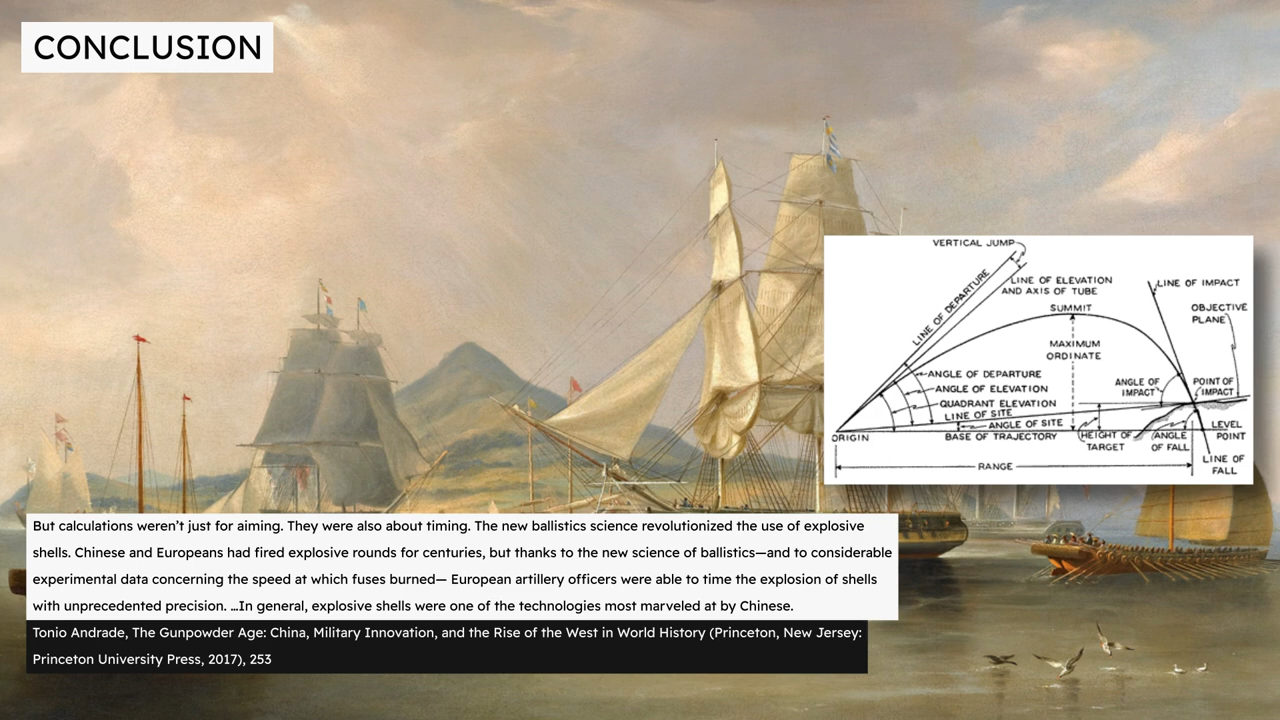 CONCLUSION
VERTICAL JUMP
LINE OF DEPARTURE
LINE OF ELEVATION
AND AXIS OF TUBE
LINE OF IMPACT
SUMMIT
OBJECTIVE
PLANE
MAXIMUM
ORDINATE
ANGLE OF DEPARTURE
ANGLE OF ELEVATION
QUADRANT ELEVATION
LINE OF SITE
ANGLE OF SITE
ANGLE OF
IMPACT
POINT OF
IMPACT
ORIGIN
BASE OF TRAJECTORY
HEIGHT OF
TARGET
ANGLE
OF FALL
LEVEL
POINT
LINE OF
FALL
RANGE
But calculations weren’t just for aiming. They were also about timing. The new ballistics science revolutionized the use of explosive
shells. Chinese and Europeans had fired explosive rounds for centuries, but thanks to the new science of ballistics—and to considerable
experimental data concerning the speed at which fuses burned— European artillery officers were able to time the explosion of shells
with unprecedented precision. …In general, explosive shells were one of the technologies most marveled at by Chinese.
Tonio Andrade, The Gunpowder Age: China, Military Innovation, and the Rise of the West in World History (Princeton, New Jersey:
Princeton University Press, 2017), 253